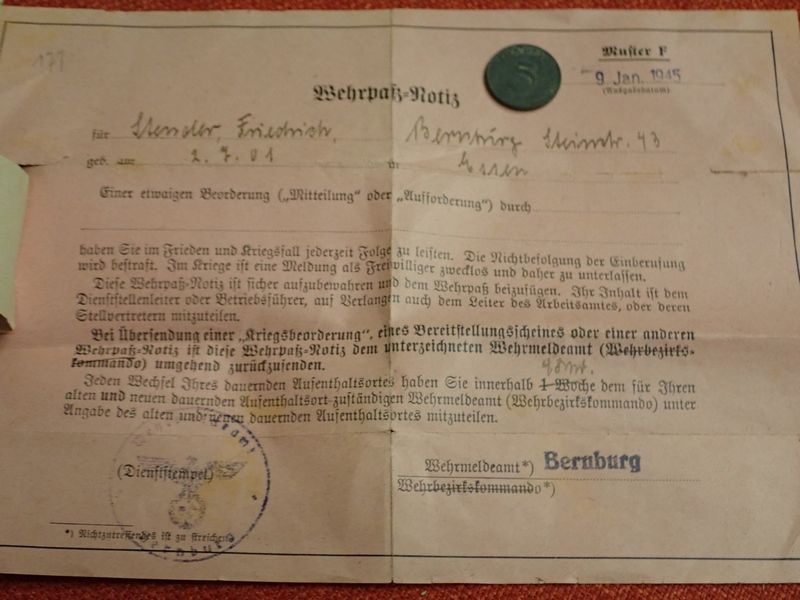 179
Muster F
9. Jan. 1945
(Ausgabedatum)
Wehrpaß-Notiz
für Stender, Friedrich, Bernburg Steinstr. 43
geb. am 2. 7. 01 in Essen
Einer etwaigen Beorderung („Mitteilung“ oder „Aufforderung“) durch
haben Sie im Frieden und Kriegsfall jederzeit Folge zu leisten. Die Nichtbefolgung der Einberufung
wird bestraft. Im Kriege ist eine Meldung als Freiwilliger zwecklos und daher zu unterlassen.
Diese Wehrpaß-Notiz ist sicher aufzubewahren und dem Wehrpaß beizufügen. Ihr Inhalt ist dem
Dienststellenleiter oder Betriebsführer, auf Verlangen auch dem Leiter des Arbeitsamtes, oder deren
Stellvertretern mitzuteilen.
Bei Übersendung einer „Kriegsbeorderung“, eines Bereitstellungsscheines oder einer anderen
Wehrpaß-Notiz ist diese Wehrpaß-Notiz dem unterzeichneten Wehrmeldeamt (Wehrbezirks-
kommando) umgehend zurückzusenden.
Jeden Wechsel Ihres dauernden Aufenthaltsortes haben Sie innerhalb 1 Woche dem für Ihren
alten und neuen dauernden Aufenthaltsort zuständigen Wehrmeldeamt (Wehrbezirkskommando) unter
Angabe des alten und neuen dauernden Aufenthaltsortes mitzuteilen.
(Dienststempel)
Wehrmeldeamt*) Bernburg
Wehrbezirkskommando*)
*) Nichtzutreffendes ist zu streichen
Bernburg